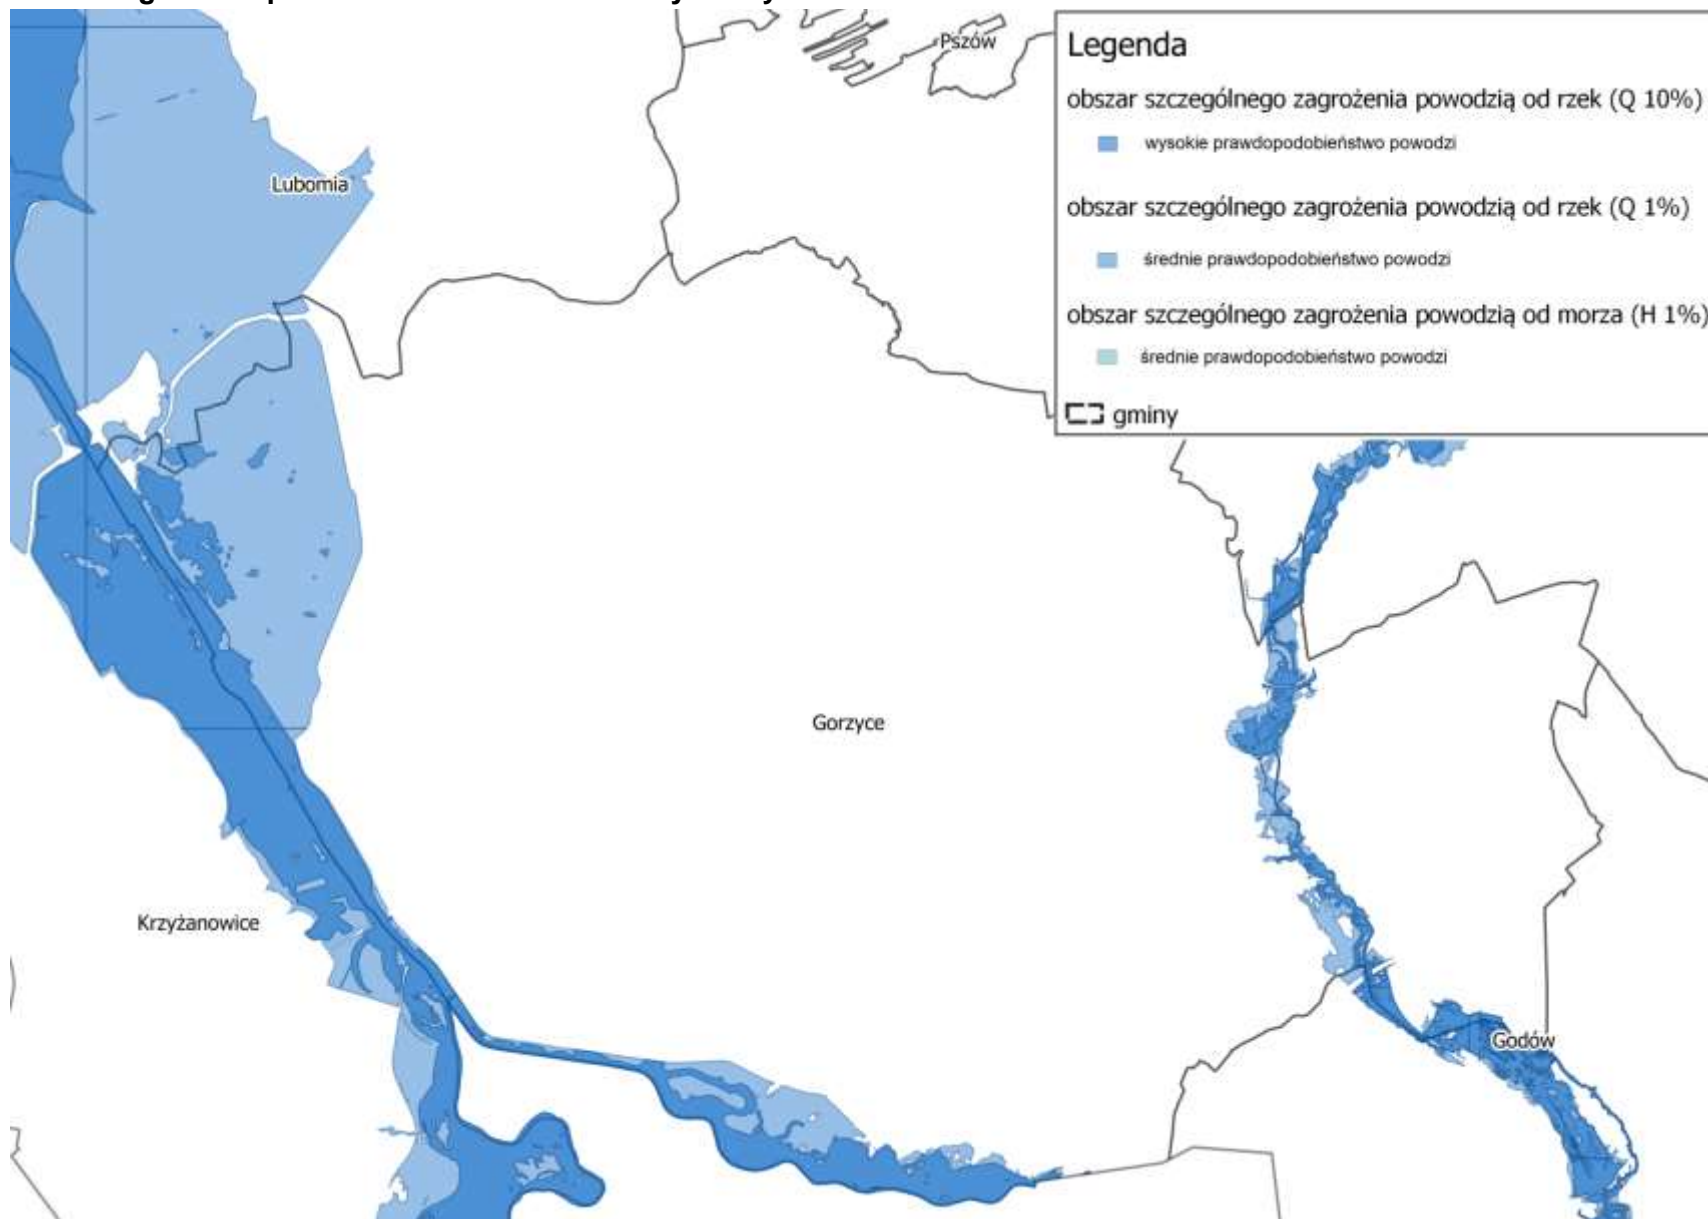 Pszów
Legenda
obszar szczególnego zagrożenia powodzią od rzek (Q 10%)
wysokie prawdopodobieństwo powodzi
Lubomia
obszar szczególnego zagrożenia powodzią od rzek (Q 1%)
średnie prawdopodobieństwo powodzi
obszar szczególnego zagrożenia powodzią od morza (H 1%)
średnie prawdopodobieństwo powodzi
gminy
Gorzyce
Krzyżanowice
Godów